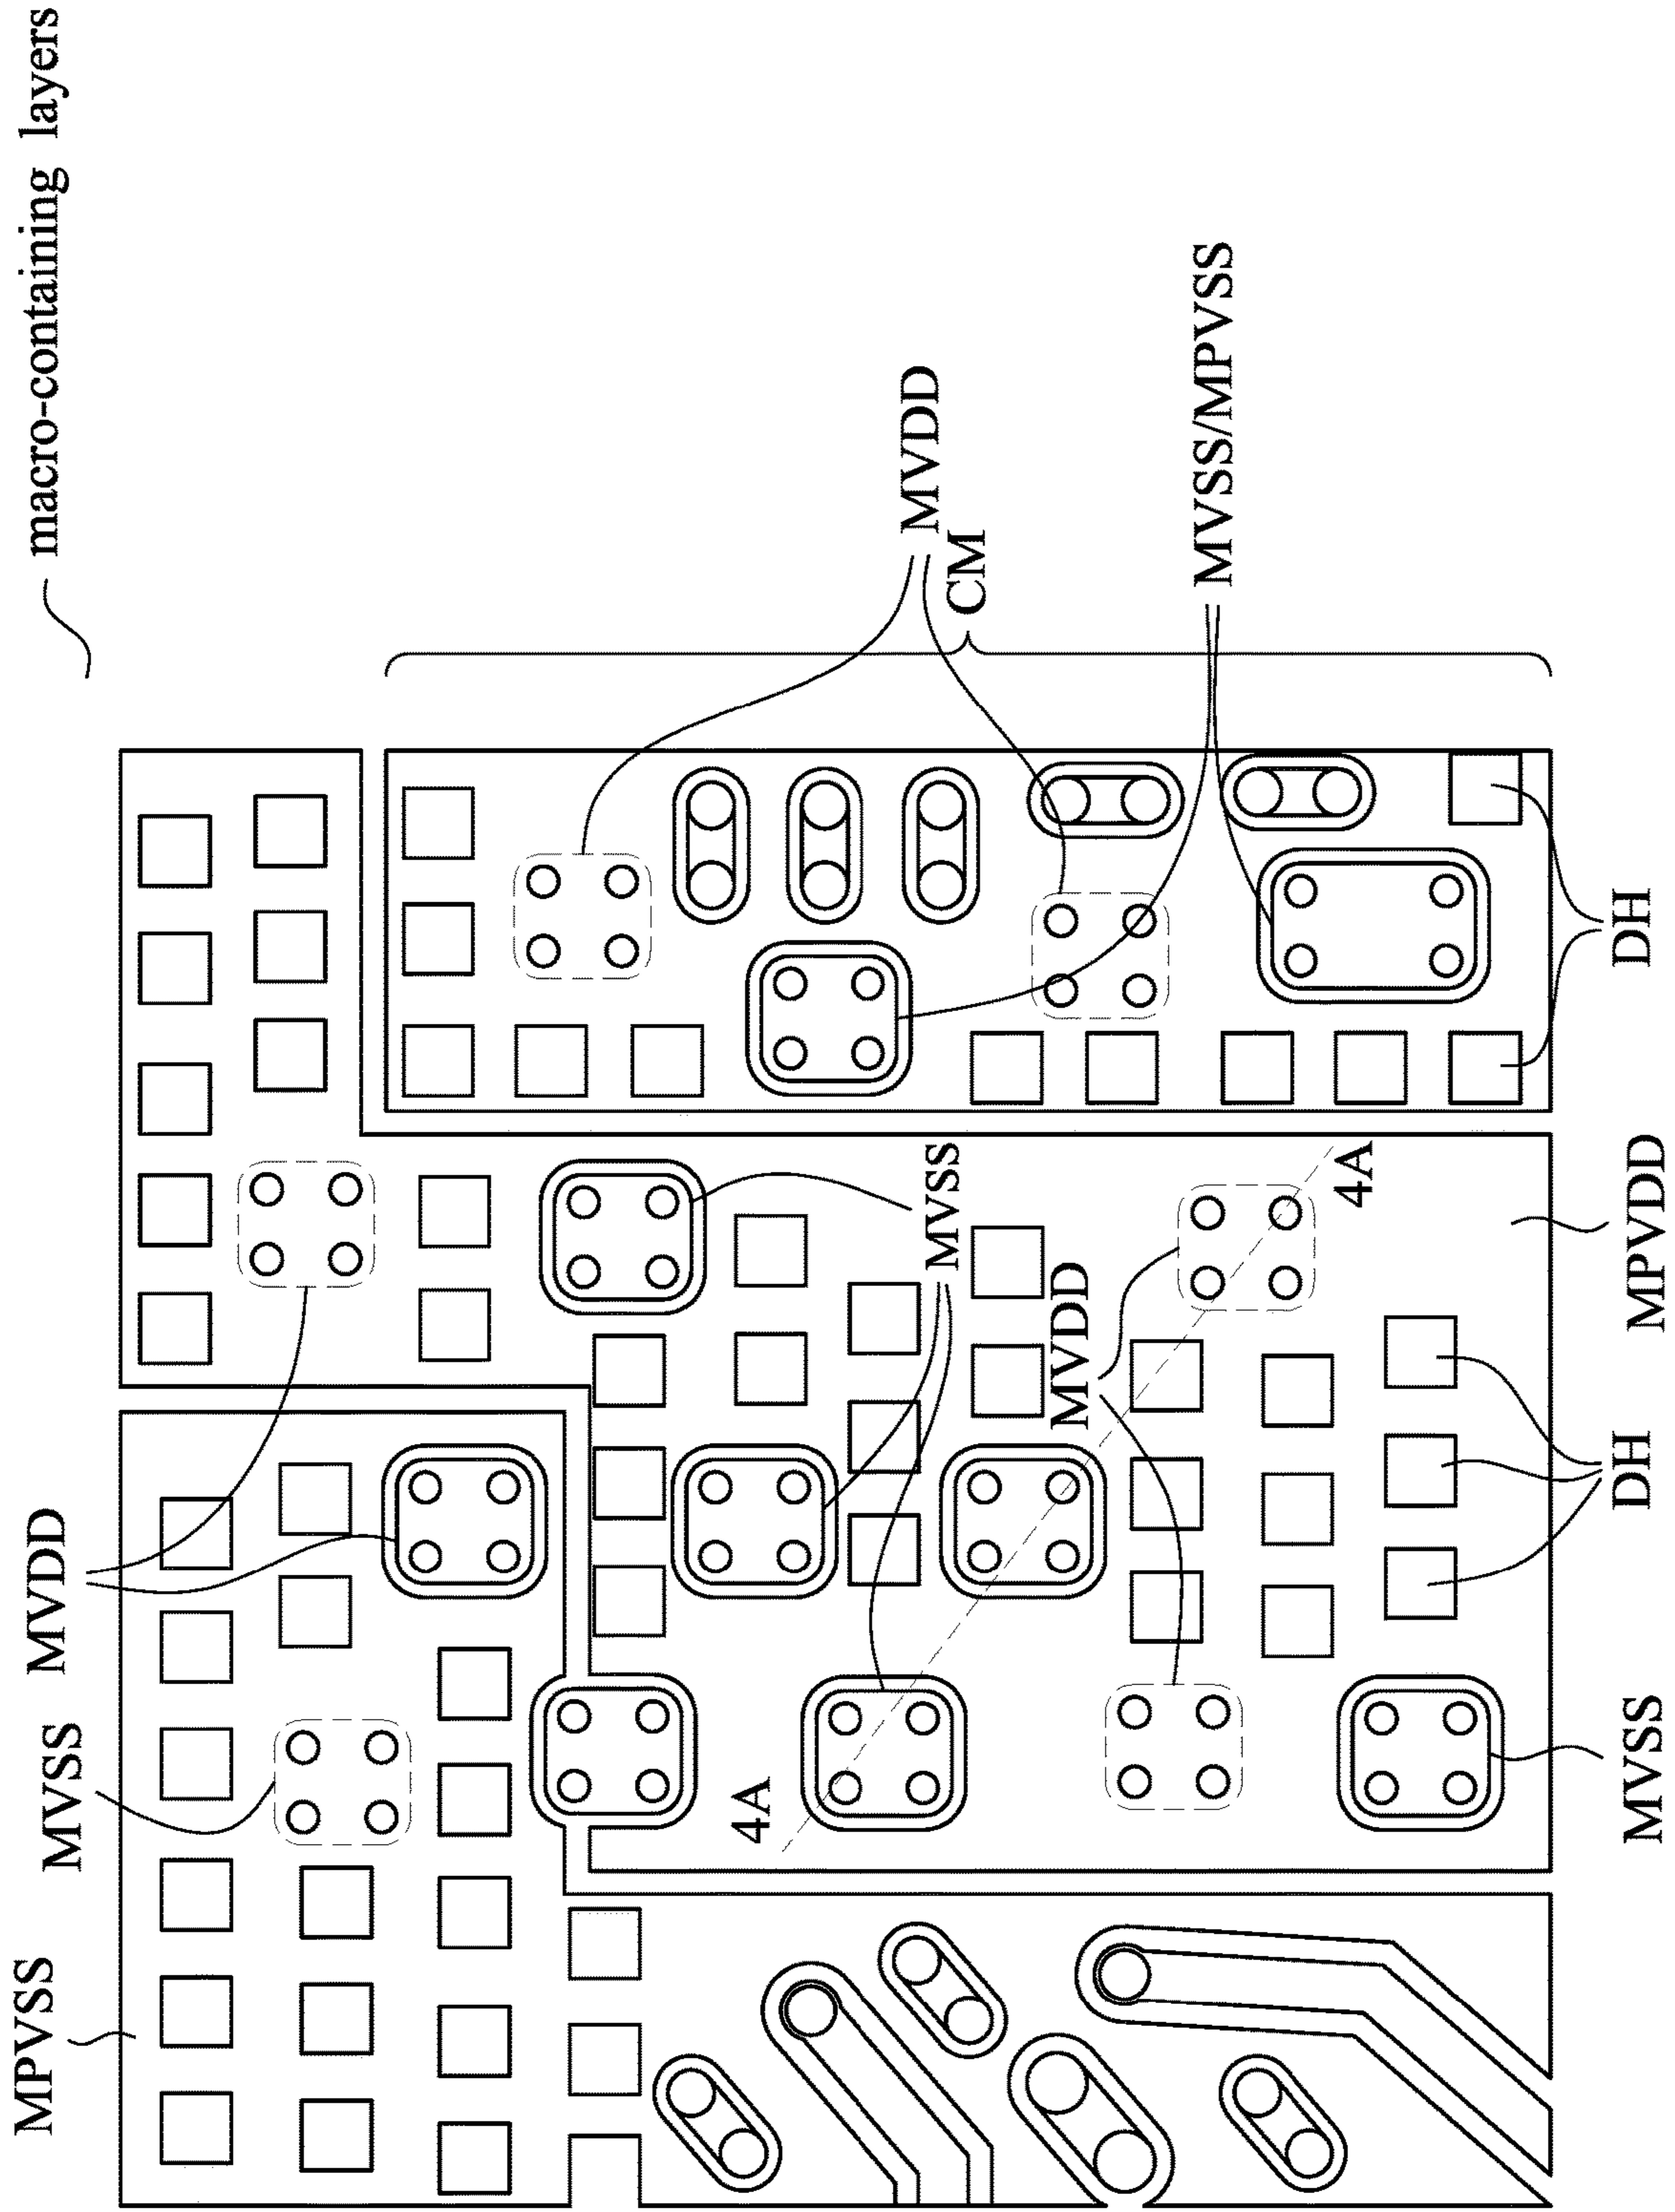 macro-containing layers
MVDD
CM
MVSS/MPVSS
DH
MVSS
MVDD
4A
MPVDD
MVDD
DH
MVSS
4A
MVSS
MPVSS